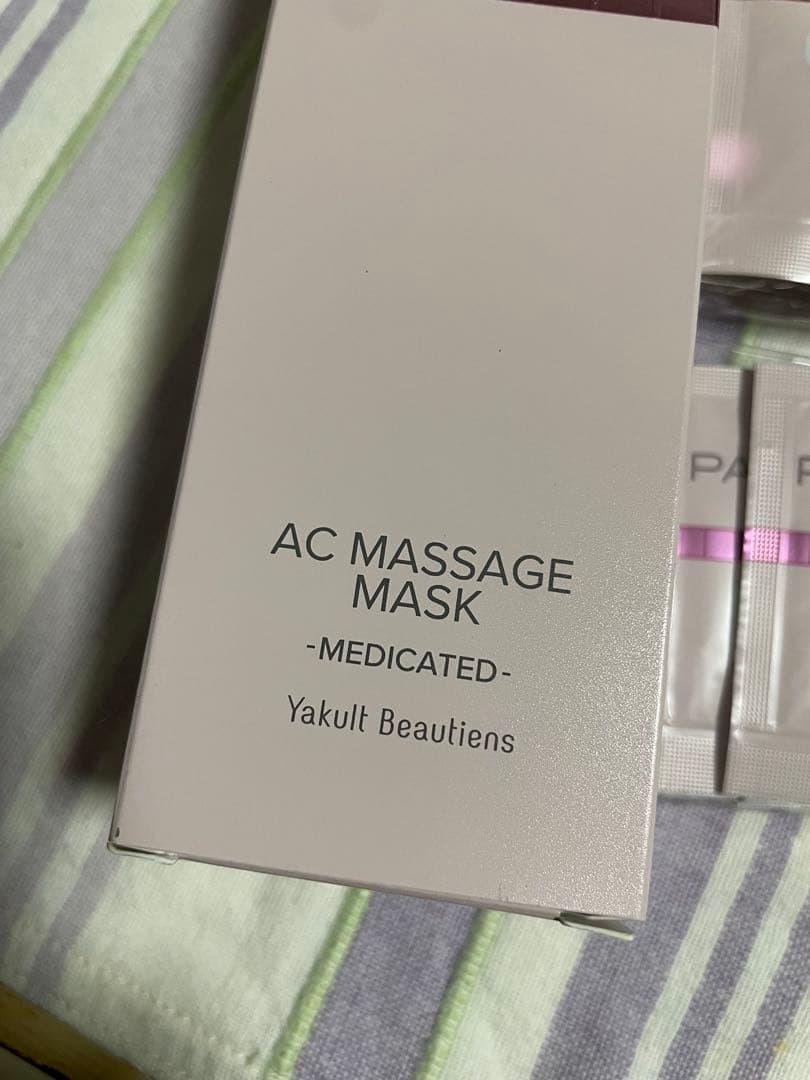 AC MASSAGE
MASK
-MEDICATED-
Yakult Beautiens